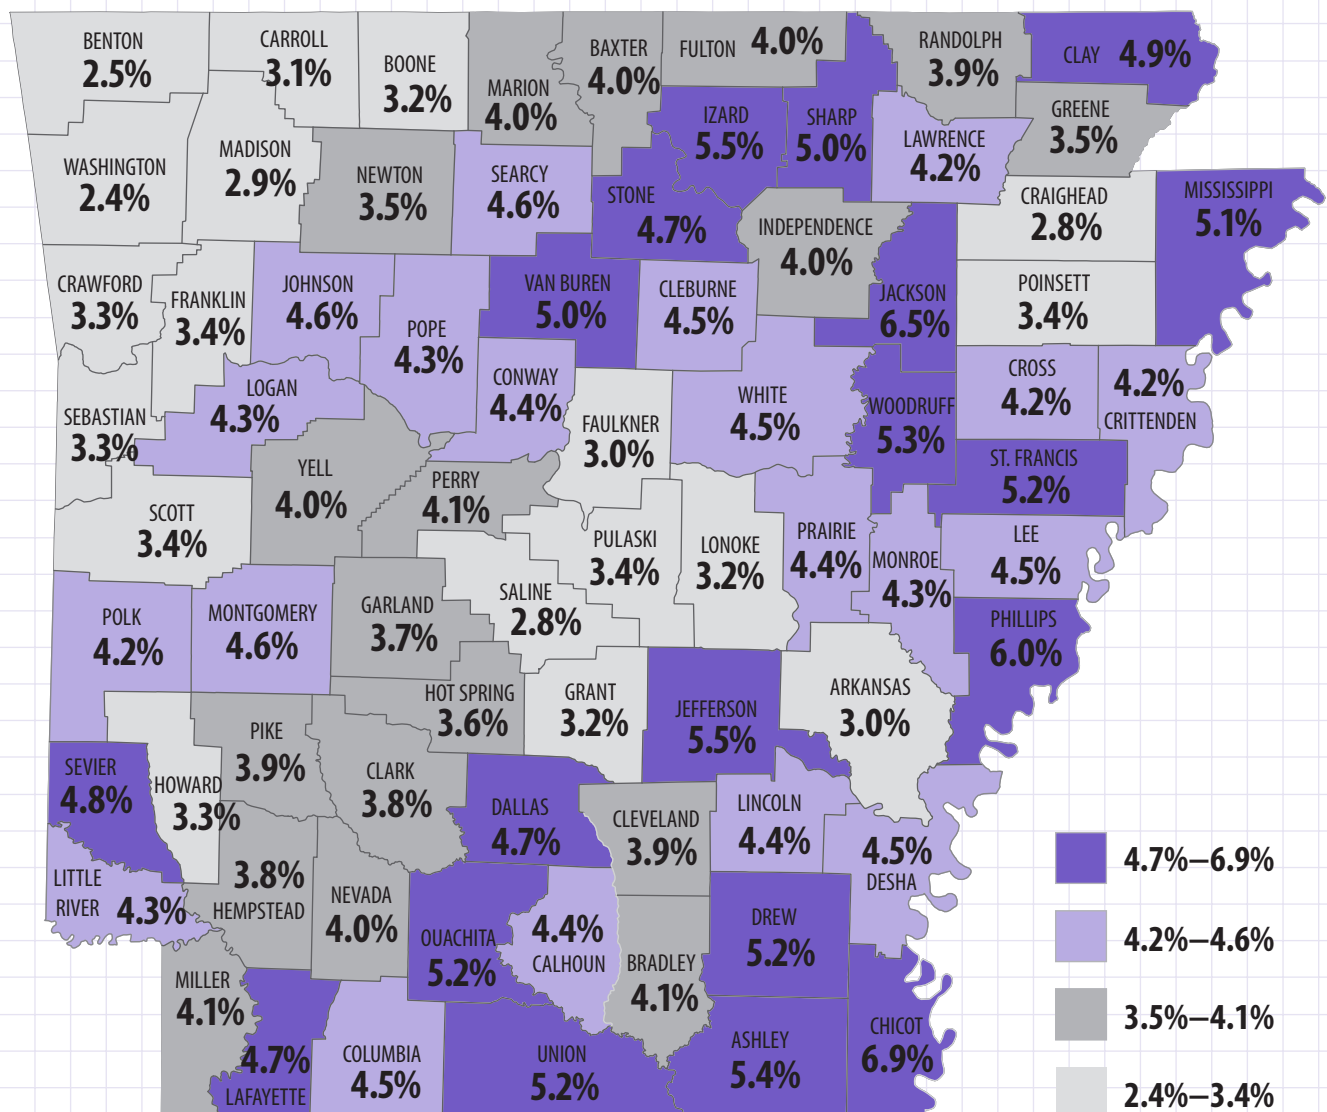 BENTON
2.5%
CARROLL
3.1%
BOONE
3.2%
MARION
4.0%
BAXTER
4.0%
FULTON 4.0%
RANDOLPH
3.9%
CLAY 4.9%
IZARD
5.5%
SHARP
5.0%
LAWRENCE
4.2%
GREENE
3.5%
WASHINGTON
2.4%
MADISON
2.9%
NEWTON
3.5%
SEARCY
4.6%
STONE
4.7%
INDEPENDENCE
4.0%
CRAIGHEAD
2.8%
MISSISSIPPI
5.1%
CRAWFORD
3.3%
FRANKLIN
3.4%
JOHNSON
4.6%
POPE
4.3%
VAN BUREN
5.0%
CLEBURNE
4.5%
JACKSON
6.5%
POINSETT
3.4%
SEBASTIAN
3.3%
LOGAN
4.3%
CONWAY
4.4%
FAULKNER
3.0%
WHITE
4.5%
WOODRUFF
5.3%
CROSS
4.2%
4.2%
CRITTENDEN
YELL
4.0%
PERRY
4.1%
ST. FRANCIS
5.2%
SCOTT
3.4%
PULASKI
3.4%
LONOKE
3.2%
PRAIRIE
4.4%
MONROE
4.3%
LEE
4.5%
POLK
4.2%
MONTGOMERY
4.6%
GARLAND
3.7%
SALINE
2.8%
PHILLIPS
6.0%
HOT SPRING
3.6%
GRANT
3.2%
JEFFERSON
5.5%
ARKANSAS
3.0%
SEVIER
4.8%
HOWARD
3.3%
PIKE
3.9%
CLARK
3.8%
DALLAS
4.7%
CLEVELAND
3.9%
LINCOLN
4.4%
4.5%
DESHA
4.7%–6.9%
LITTLE
RIVER 4.3%
3.8%
HEMPSTEAD
NEVADA
4.0%
OUACHITA
5.2%
4.4%
CALHOUN
BRADLEY
4.1%
DREW
5.2%
4.2%–4.6%
MILLER
4.1%
4.7%
LAFAYETTE
COLUMBIA
4.5%
UNION
5.2%
ASHLEY
5.4%
CHICOT
6.9%
3.5%–4.1%
2.4%–3.4%